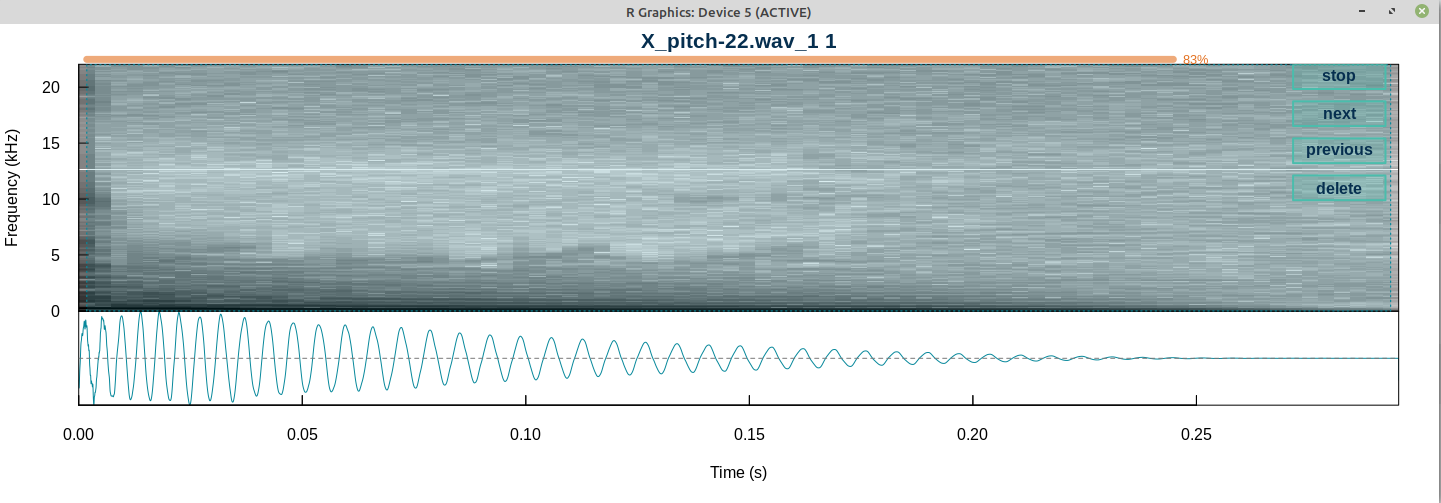 R Graphics: Device 5 (ACTIVE)
X_pitch-22.wav_1 1
83%
stop
next
previous
delete
Frequency (kHz)
20
15
10
5
0
0.00 0.05 0.10 0.15 0.20 0.25
Time (s)